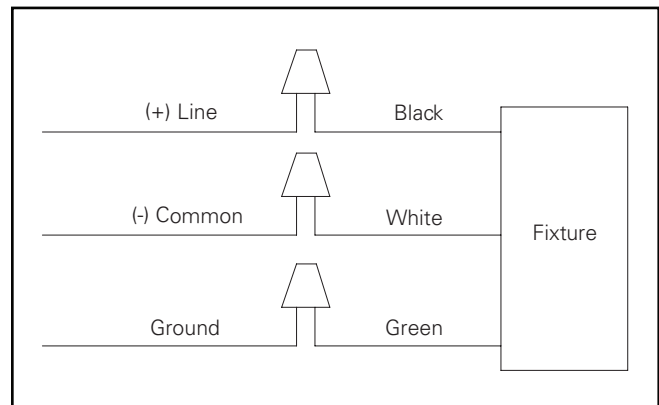 (+) Line Black
(-) Common White
Fixture
Ground Green